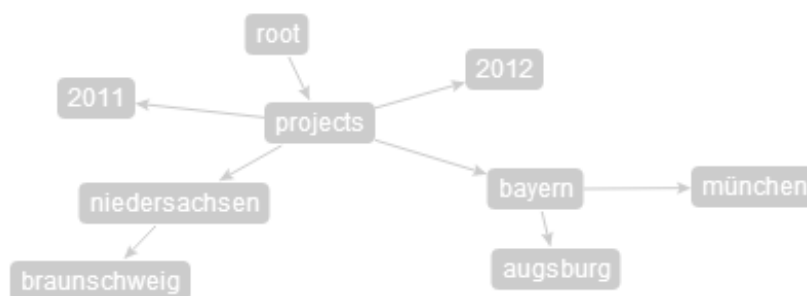 root
2012
2011
projects
bayern
münchen
niedersachsen
augsburg
braunschweig